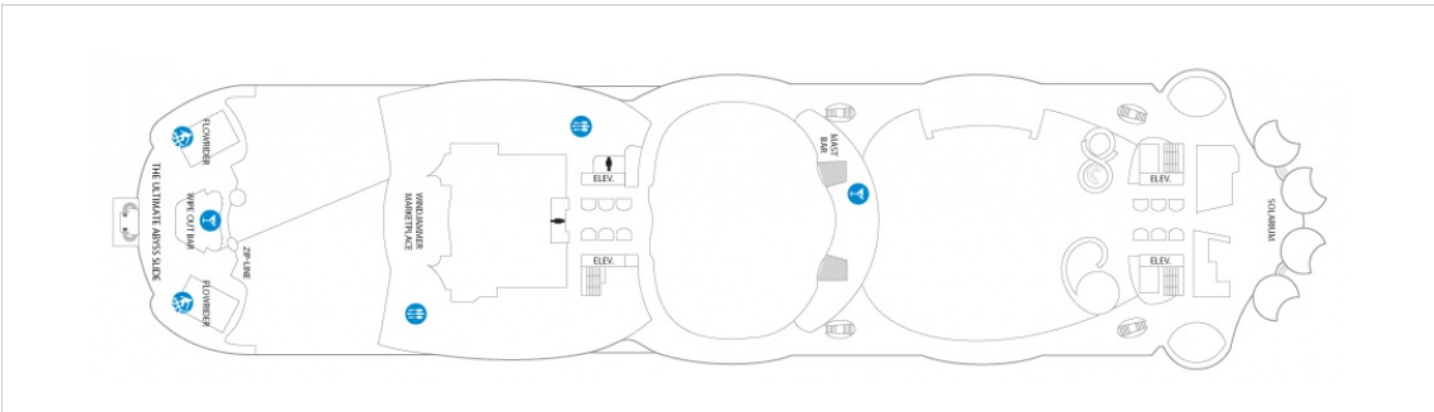 FLOWRIDER
THE ULTIMATE ABYSS SLIDE
WIPE OUT BAR
ZIP-LINE
FLOWRIDER
WINDJAMMER
MARKETPLACE
ELEV.
ELEV.
MAST
BAR
ELEV.
ELEV.
SOLARIUM